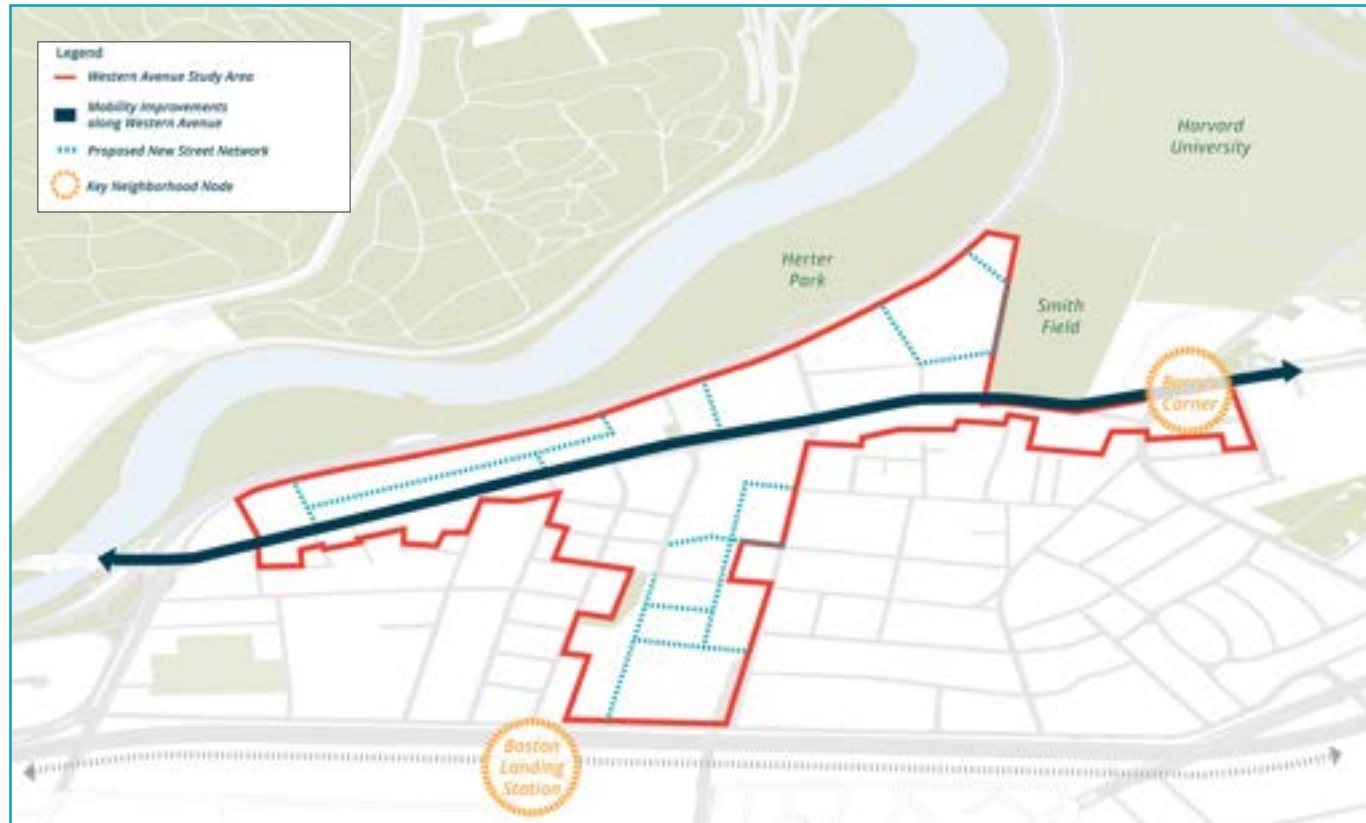 Legend
Western Avenue Study Area
Mobility Improvements
along Western Avenue
Proposed New Street Network
Key Neighborhood Node
Harvard
University
Herter
Park
Smith
Field
Barry's
Corner
Boston
Landing
Station